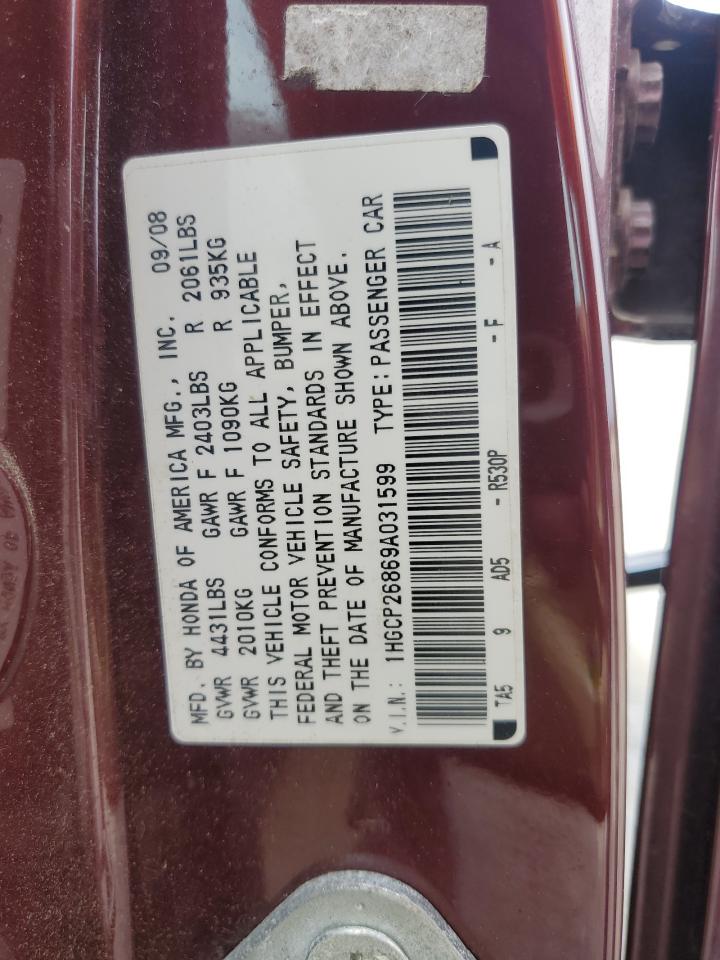 MFD. BY HONDA OF AMERICA MFG., INC. 09/08
GVWR 4431LBS GAWR F 2403LBS R 2061LBS
GVWR 2010KG GAWR F 1090KG R 935KG
THIS VEHICLE CONFORMS TO ALL APPLICABLE
FEDERAL MOTOR VEHICLE SAFETY, BUMPER,
AND THEFT PREVENTION STANDARDS IN EFFECT
ON THE DATE OF MANUFACTURE SHOWN ABOVE.
V.I.N.: 1HGCP26869A031599 TYPE:PASSENGER CAR
TA5 9 AD5 - R530P - F - A